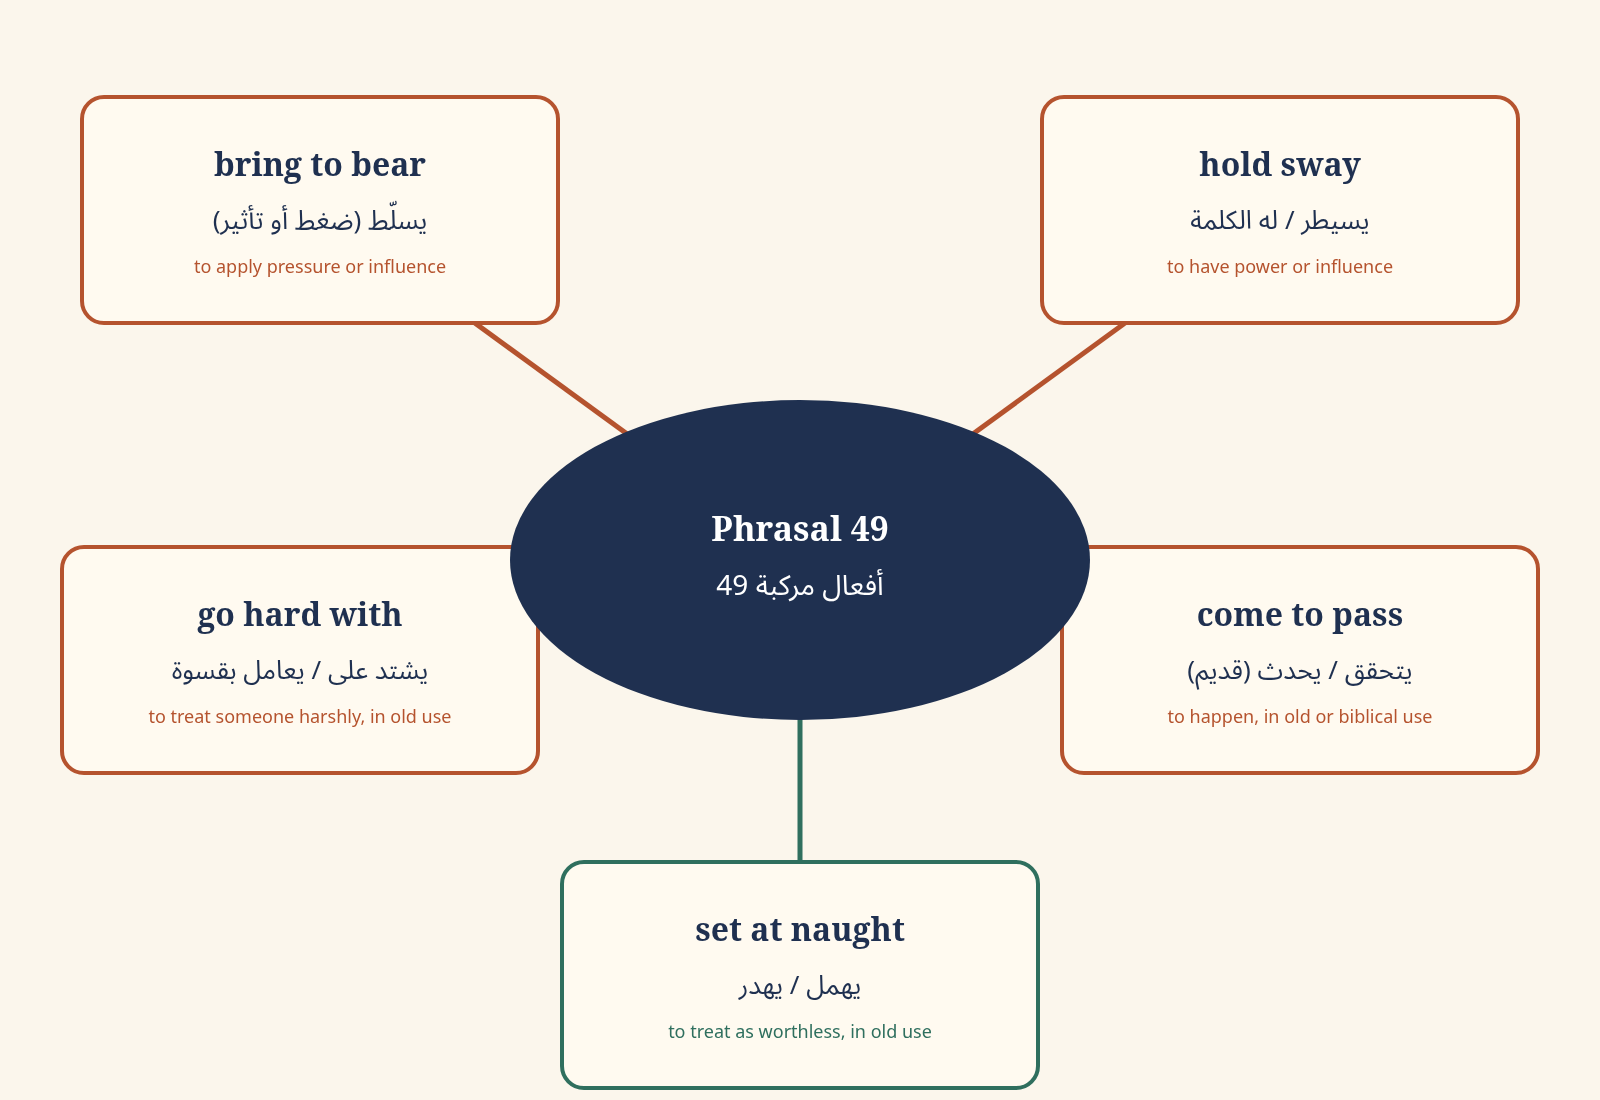 bring to bear
يسلّط (ضغط أو تأثير)
to apply pressure or influence
hold sway
يسيطر / له الكلمة
to have power or influence
Phrasal 49
أفعال مركبة 49
go hard with
يشتد على / يعامل بقسوة
to treat someone harshly, in old use
come to pass
يتحقق / يحدث (قديم)
to happen, in old or biblical use
set at naught
يهمل / يهدر
to treat as worthless, in old use